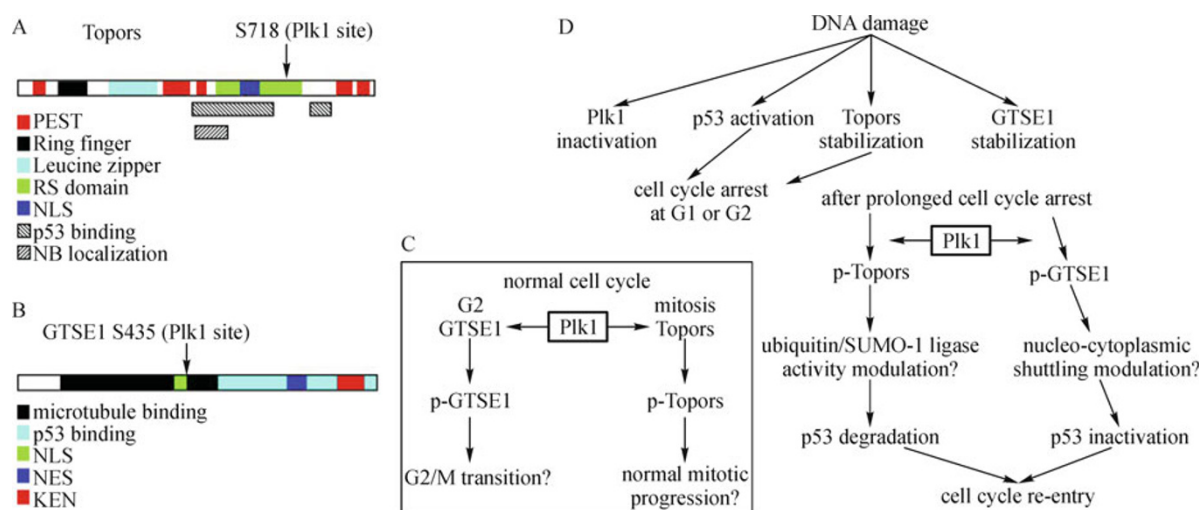 A
Topors
S718 (Plk1 site)
PEST
Ring finger
Leucine zipper
RS domain
NLS
p53 binding
NB localization
B
GTSE1 S435 (Plk1 site)
microtubule binding
p53 binding
NLS
NES
KEN
C
normal cell cycle
G2
GTSE1
Plk1
mitosis
Topors
p-GTSE1
p-Topors
G2/M transition?
normal mitotic
progression?
D
DNA damage
Plk1
inactivation
p53 activation
Topors
stabilization
GTSE1
stabilization
cell cycle arrest
at G1 or G2
after prolonged cell cycle arrest
Plk1
p-Topors
p-GTSE1
ubiquitin/SUMO-1 ligase
activity modulation?
nucleo-cytoplasmic
shuttling modulation?
p53 degradation
p53 inactivation
cell cycle re-entry